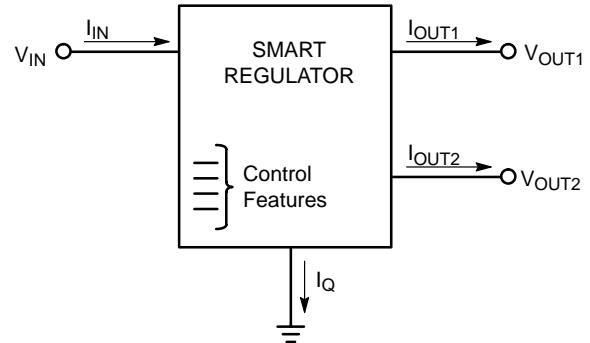 I_IN
V_IN
SMART
REGULATOR
I_OUT1
V_OUT1
I_OUT2
V_OUT2
Control
Features
I_Q